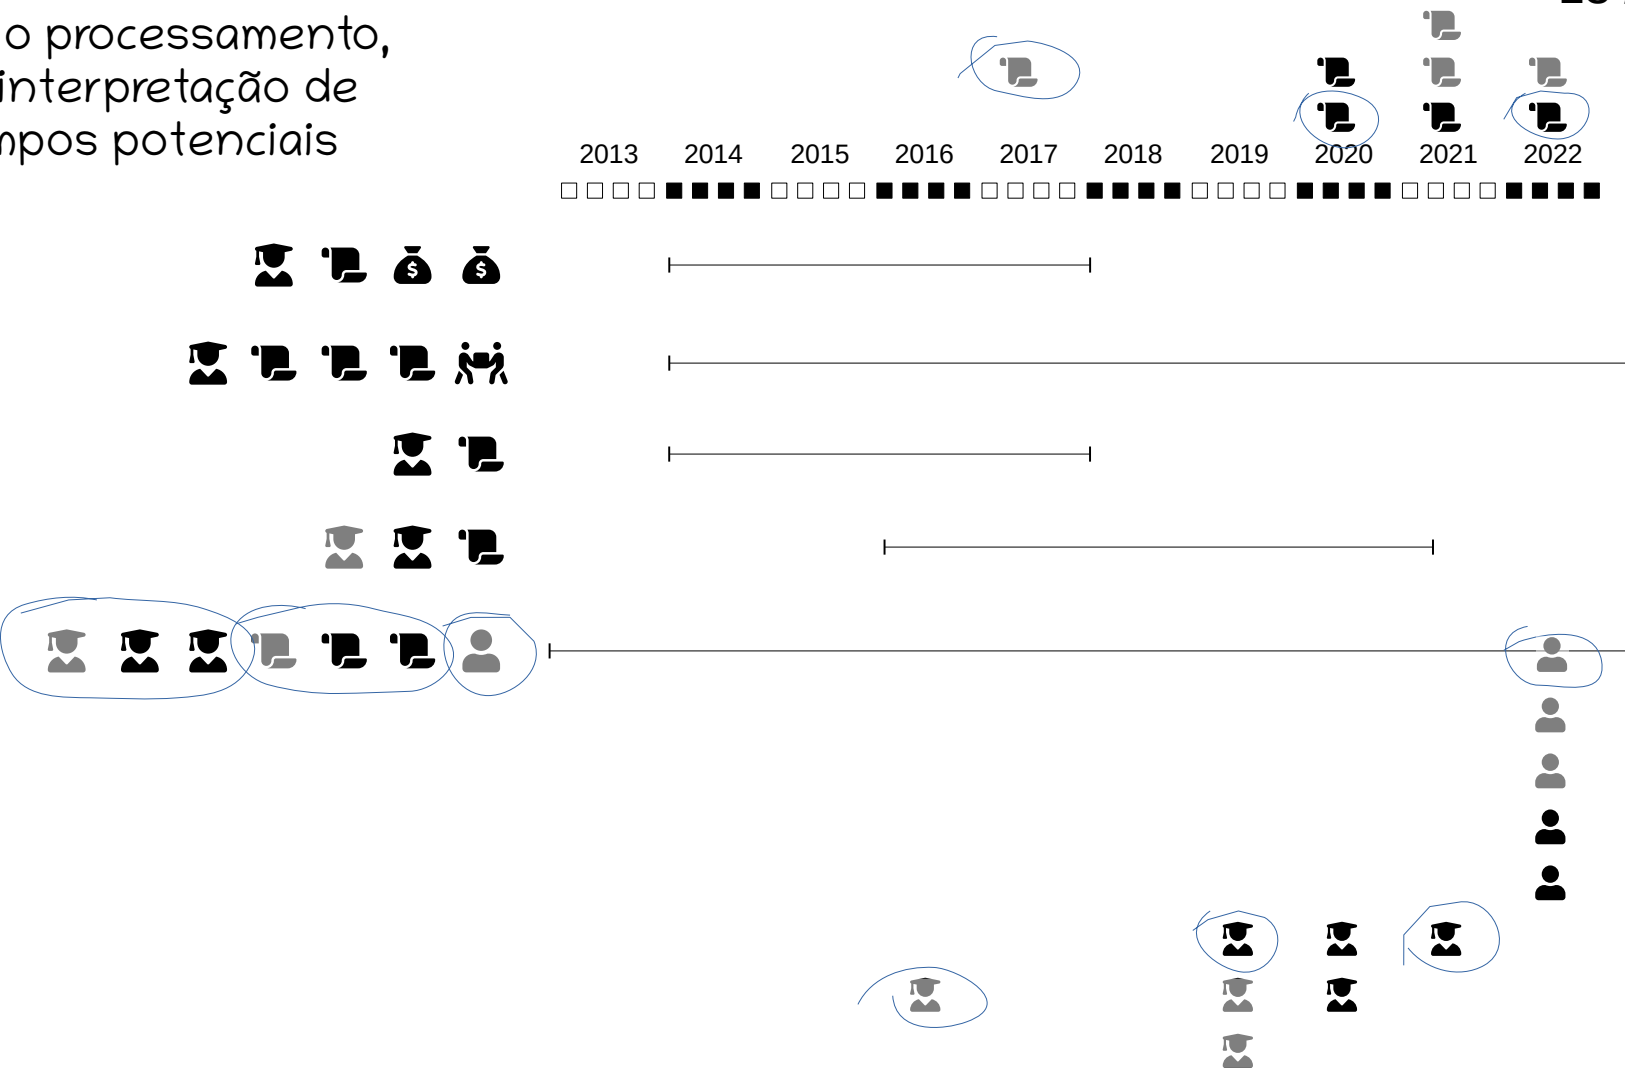 o processamento,
interpretação de
mpos potenciais
2013 2014 2015 2016 2017 2018 2019 2020 2021 2022
$ $